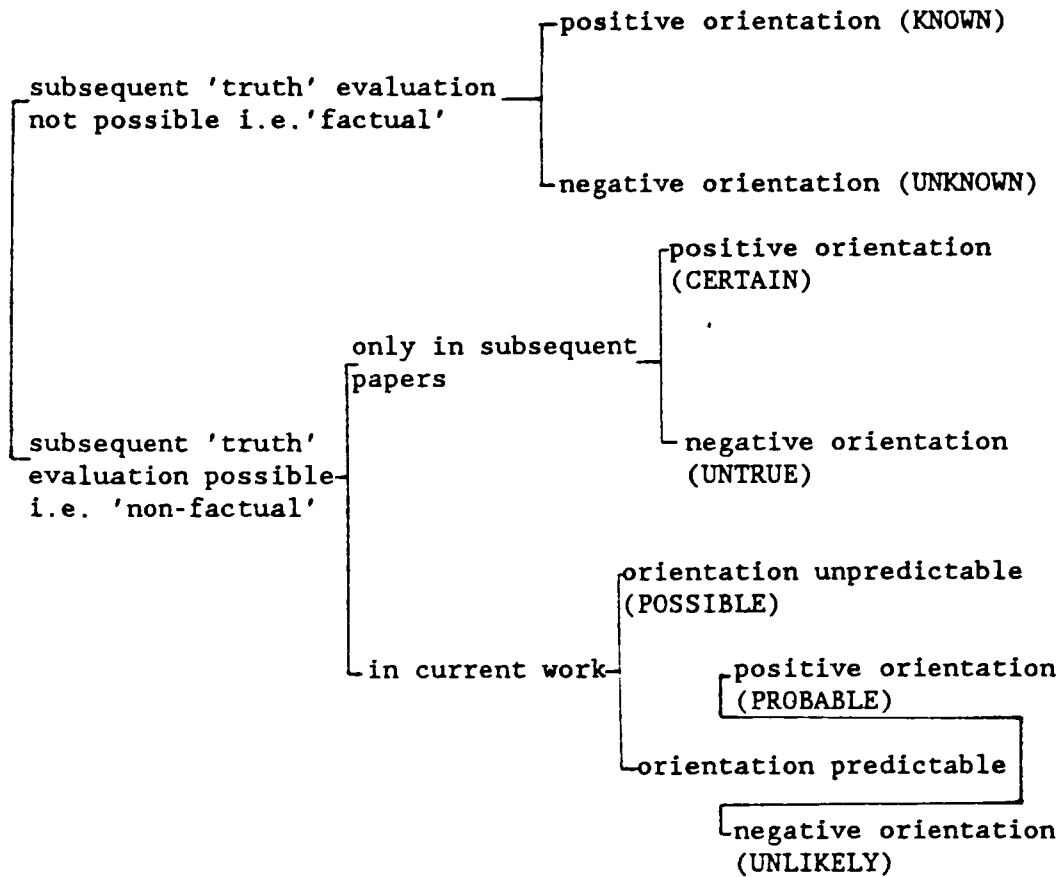 positive orientation (KNOWN)
subsequent 'truth' evaluation
not possible i.e.'factual'
negative orientation (UNKNOWN)
positive orientation
(CERTAIN)
only in subsequent
papers
subsequent 'truth'
evaluation possible
i.e. 'non-factual'
negative orientation
(UNTRUE)
orientation unpredictable
(POSSIBLE)
in current work
positive orientation
(PROBABLE)
orientation predictable
negative orientation
(UNLIKELY)